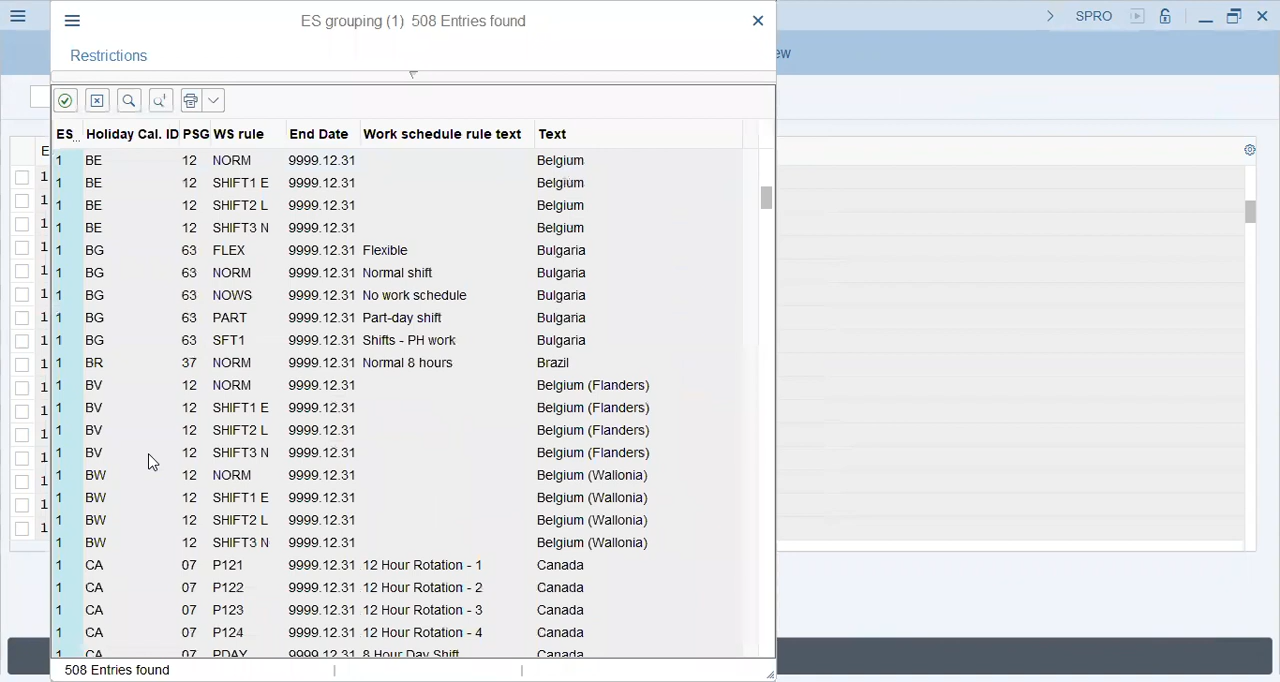 ES grouping (1) 508 Entries found
SPRO
Restrictions
ES.. Holiday Cal. ID PSG WS rule End Date Work schedule rule text Text
1 BE 12 NORM 9999.12.31 Belgium
1 BE 12 SHIFT1 E 9999.12.31 Belgium
1 BE 12 SHIFT2 L 9999.12.31 Belgium
1 BE 12 SHIFT3 N 9999.12.31 Belgium
1 BG 63 FLEX 9999.12.31 Flexible Bulgaria
1 BG 63 NORM 9999.12.31 Normal shift Bulgaria
1 BG 63 NOWS 9999.12.31 No work schedule Bulgaria
1 BG 63 PART 9999.12.31 Part-day shift Bulgaria
1 BG 63 SFT1 9999.12.31 Shifts - PH work Bulgaria
1 BR 37 NORM 9999.12.31 Normal 8 hours Brazil
1 BV 12 NORM 9999.12.31 Belgium (Flanders)
1 BV 12 SHIFT1 E 9999.12.31 Belgium (Flanders)
1 BV 12 SHIFT2 L 9999.12.31 Belgium (Flanders)
1 BV 12 SHIFT3 N 9999.12.31 Belgium (Flanders)
1 BW 12 NORM 9999.12.31 Belgium (Wallonia)
1 BW 12 SHIFT1 E 9999.12.31 Belgium (Wallonia)
1 BW 12 SHIFT2 L 9999.12.31 Belgium (Wallonia)
1 BW 12 SHIFT3 N 9999.12.31 Belgium (Wallonia)
1 CA 07 P121 9999.12.31 12 Hour Rotation - 1 Canada
1 CA 07 P122 9999.12.31 12 Hour Rotation - 2 Canada
1 CA 07 P123 9999.12.31 12 Hour Rotation - 3 Canada
1 CA 07 P124 9999.12.31 12 Hour Rotation - 4 Canada
1 CA 07 PDAY 9999.12.31 8 Hour Day Shift Canada
508 Entries found